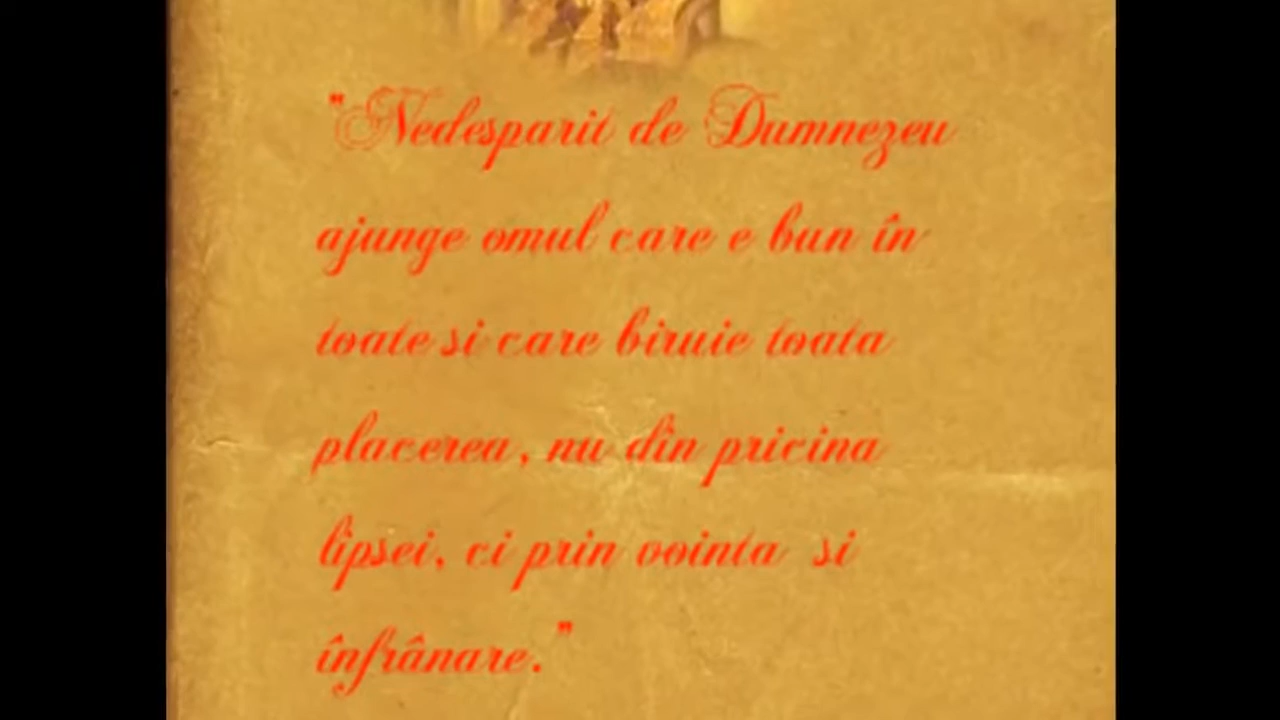 "Nedesparit de Dumnezeu
ajunge omul care e bun în
toate si care biruie toata
placerea, nu din pricina
lipsei, ci prin vointa si
înfrânare."